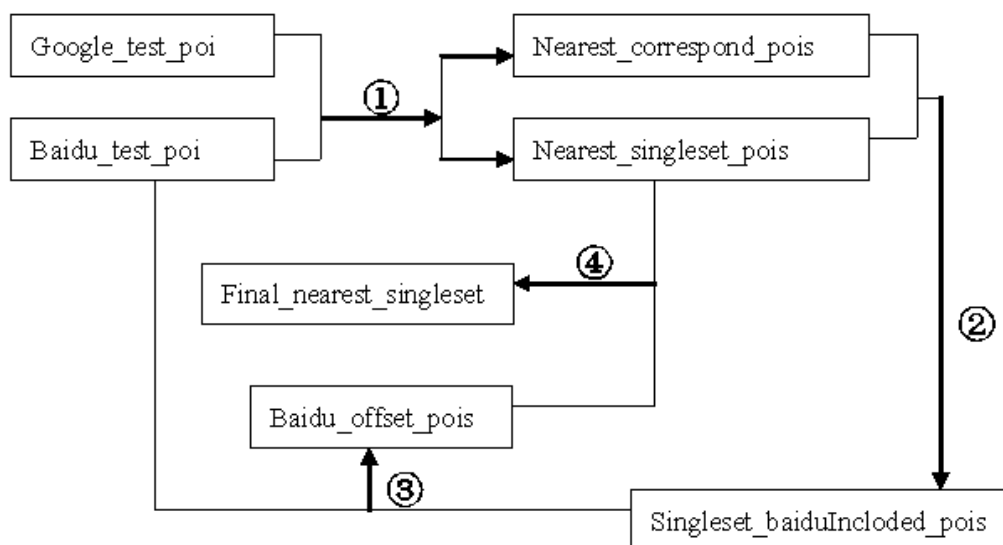 Google_test_poi
Nearest_correspond_pois
①
Baidu_test_poi
Nearest_singleset_pois
④
Final_nearest_singleset
②
Baidu_offset_pois
③
Singleset_baiduIncloded_pois